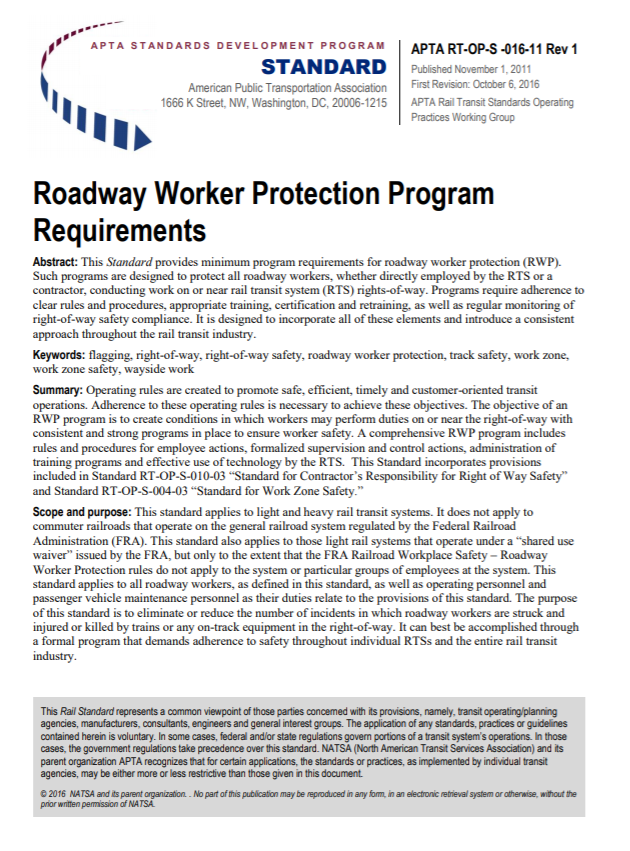 APTA STANDARDS DEVELOPMENT PROGRAM
STANDARD
American Public Transportation Association
1666 K Street, NW, Washington, DC, 20006-1215
APTA RT-OP-S -016-11 Rev 1
Published November 1, 2011
First Revision: October 6, 2016
APTA Rail Transit Standards Operating
Practices Working Group
Roadway Worker Protection Program
Requirements
Abstract: This Standard provides minimum program requirements for roadway worker protection (RWP).
Such programs are designed to protect all roadway workers, whether directly employed by the RTS or a
contractor, conducting work on or near rail transit system (RTS) rights-of-way. Programs require adherence to
clear rules and procedures, appropriate training, certification and retraining, as well as regular monitoring of
right-of-way safety compliance. It is designed to incorporate all of these elements and introduce a consistent
approach throughout the rail transit industry.
Keywords: flagging, right-of-way, right-of-way safety, roadway worker protection, track safety, work zone,
work zone safety, wayside work
Summary: Operating rules are created to promote safe, efficient, timely and customer-oriented transit
operations. Adherence to these operating rules is necessary to achieve these objectives. The objective of an
RWP program is to create conditions in which workers may perform duties on or near the right-of-way with
consistent and strong programs in place to ensure worker safety. A comprehensive RWP program includes
rules and procedures for employee actions, formalized supervision and control actions, administration of
training programs and effective use of technology by the RTS. This Standard incorporates provisions
included in Standard RT-OP-S-010-03 “Standard for Contractor’s Responsibility for Right of Way Safety”
and Standard RT-OP-S-004-03 “Standard for Work Zone Safety.”
Scope and purpose: This standard applies to light and heavy rail transit systems. It does not apply to
commuter railroads that operate on the general railroad system regulated by the Federal Railroad
Administration (FRA). This standard also applies to those light rail systems that operate under a “shared use
waiver” issued by the FRA, but only to the extent that the FRA Railroad Workplace Safety – Roadway
Worker Protection rules do not apply to the system or particular groups of employees at the system. This
standard applies to all roadway workers, as defined in this standard, as well as operating personnel and
passenger vehicle maintenance personnel as their duties relate to the provisions of this standard. The purpose
of this standard is to eliminate or reduce the number of incidents in which roadway workers are struck and
injured or killed by trains or any on-track equipment in the right-of-way. It can best be accomplished through
a formal program that demands adherence to safety throughout individual RTSs and the entire rail transit
industry.
This Rail Standard represents a common viewpoint of those parties concerned with its provisions, namely, transit operating/planning
agencies, manufacturers, consultants, engineers and general interest groups. The application of any standards, practices or guidelines
contained herein is voluntary. In some cases, federal and/or state regulations govern portions of a transit system’s operations. In those
cases, the government regulations take precedence over this standard. NATSA (North American Transit Services Association) and its
parent organization APTA recognizes that for certain applications, the standards or practices, as implemented by individual transit
agencies, may be either more or less restrictive than those given in this document.
© 2016 NATSA and its parent organization. . No part of this publication may be reproduced in any form, in an electronic retrieval system or otherwise, without the
prior written permission of NATSA.